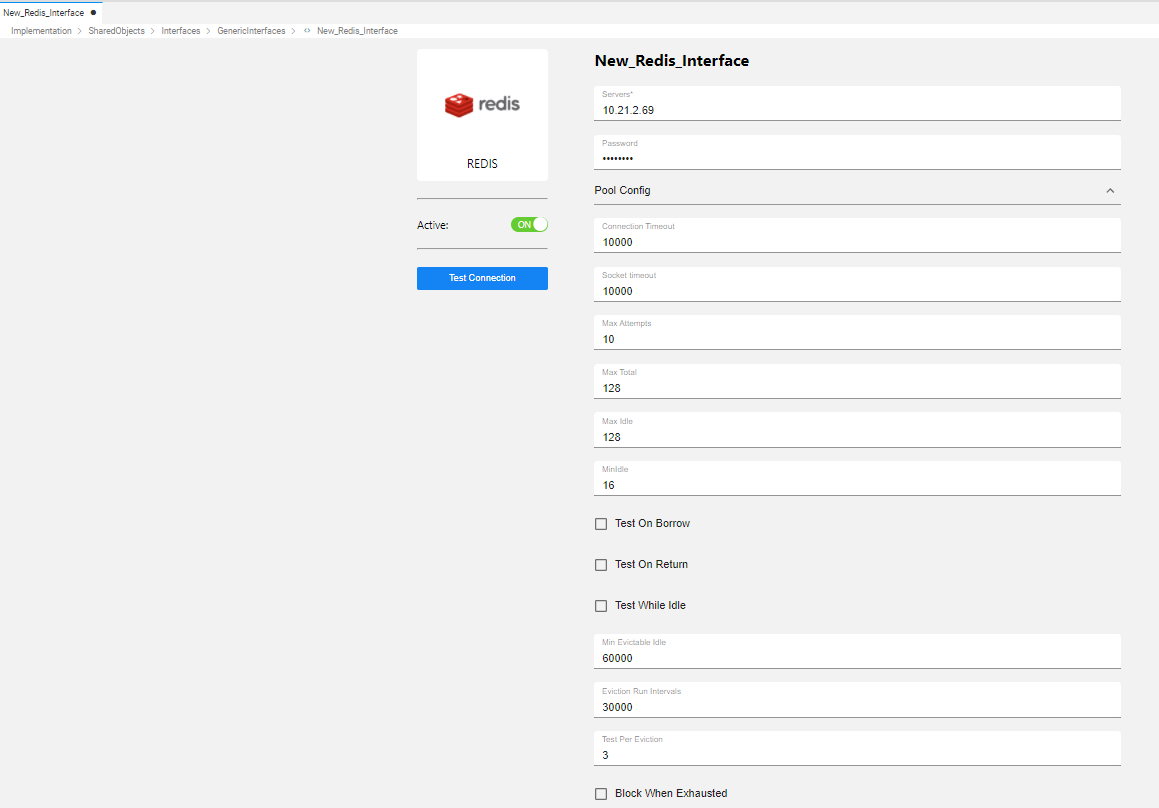 New_Redis_Interface
Implementation > SharedObjects > Interfaces > GenericInterfaces > New_Redis_Interface
redis
REDIS
Active:
ON
Test Connection
New_Redis_Interface
Servers*
10.21.2.69
Password
••••••••
Pool Config
Connection Timeout
10000
Socket timeout
10000
Max Attempts
10
Max Total
128
Max Idle
128
MinIdle
16
Test On Borrow
Test On Return
Test While Idle
Min Evictable Idle
60000
Eviction Run Intervals
30000
Test Per Eviction
3
Block When Exhausted